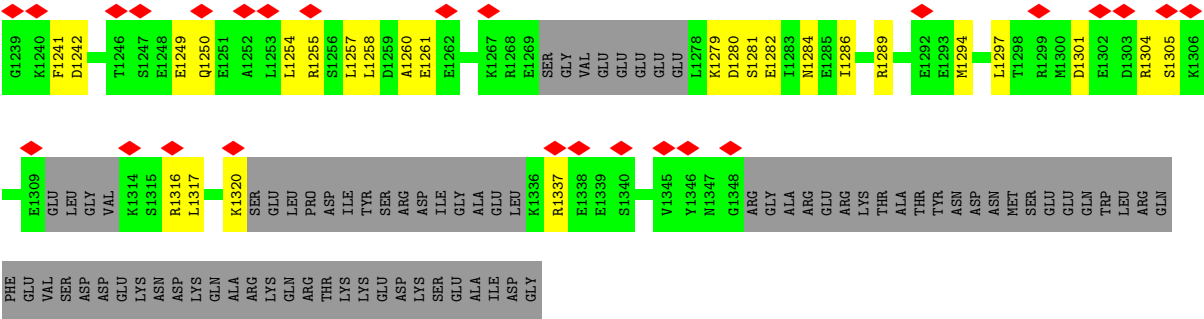 G1239 K1240 F1241 D1242 T1246 S1247 E1248 E1249 Q1250 E1251 A1252 L1253 L1254 R1255 S1256 L1257 L1258 D1259 A1260 E1261 E1262 K1267 R1268 E1269 SER GLY VAL GLU GLU GLU GLU GLU L1278 K1279 D1280 S1281 E1282 I1283 N1284 E1285 I1286 R1289 E1292 E1293 M1294 L1297 T1298 R1299 M1300 D1301 E1302 D1303 R1304 S1305 K1306
E1309 GLU LEU GLY VAL K1314 S1315 R1316 L1317 K1320 SER GLU LEU PRO ASP ILE TYR SER ARG ASP ILE GLY ALA GLU LEU K1336 R1337 E1338 E1339 S1340 V1345 Y1346 N1347 G1348 ARG GLY ALA ARG GLU ARG LYS THR ALA THR TYR ASN ASP ASN MET SER GLU GLU GLN TRP LEU ARG GLN
PHE GLU VAL SER ASP ASP GLU LYS ASN ASP LYS GLN ALA ARG LYS GLN ARG THR LYS LYS GLU ASP LYS SER GLU ALA ILE ASP GLY